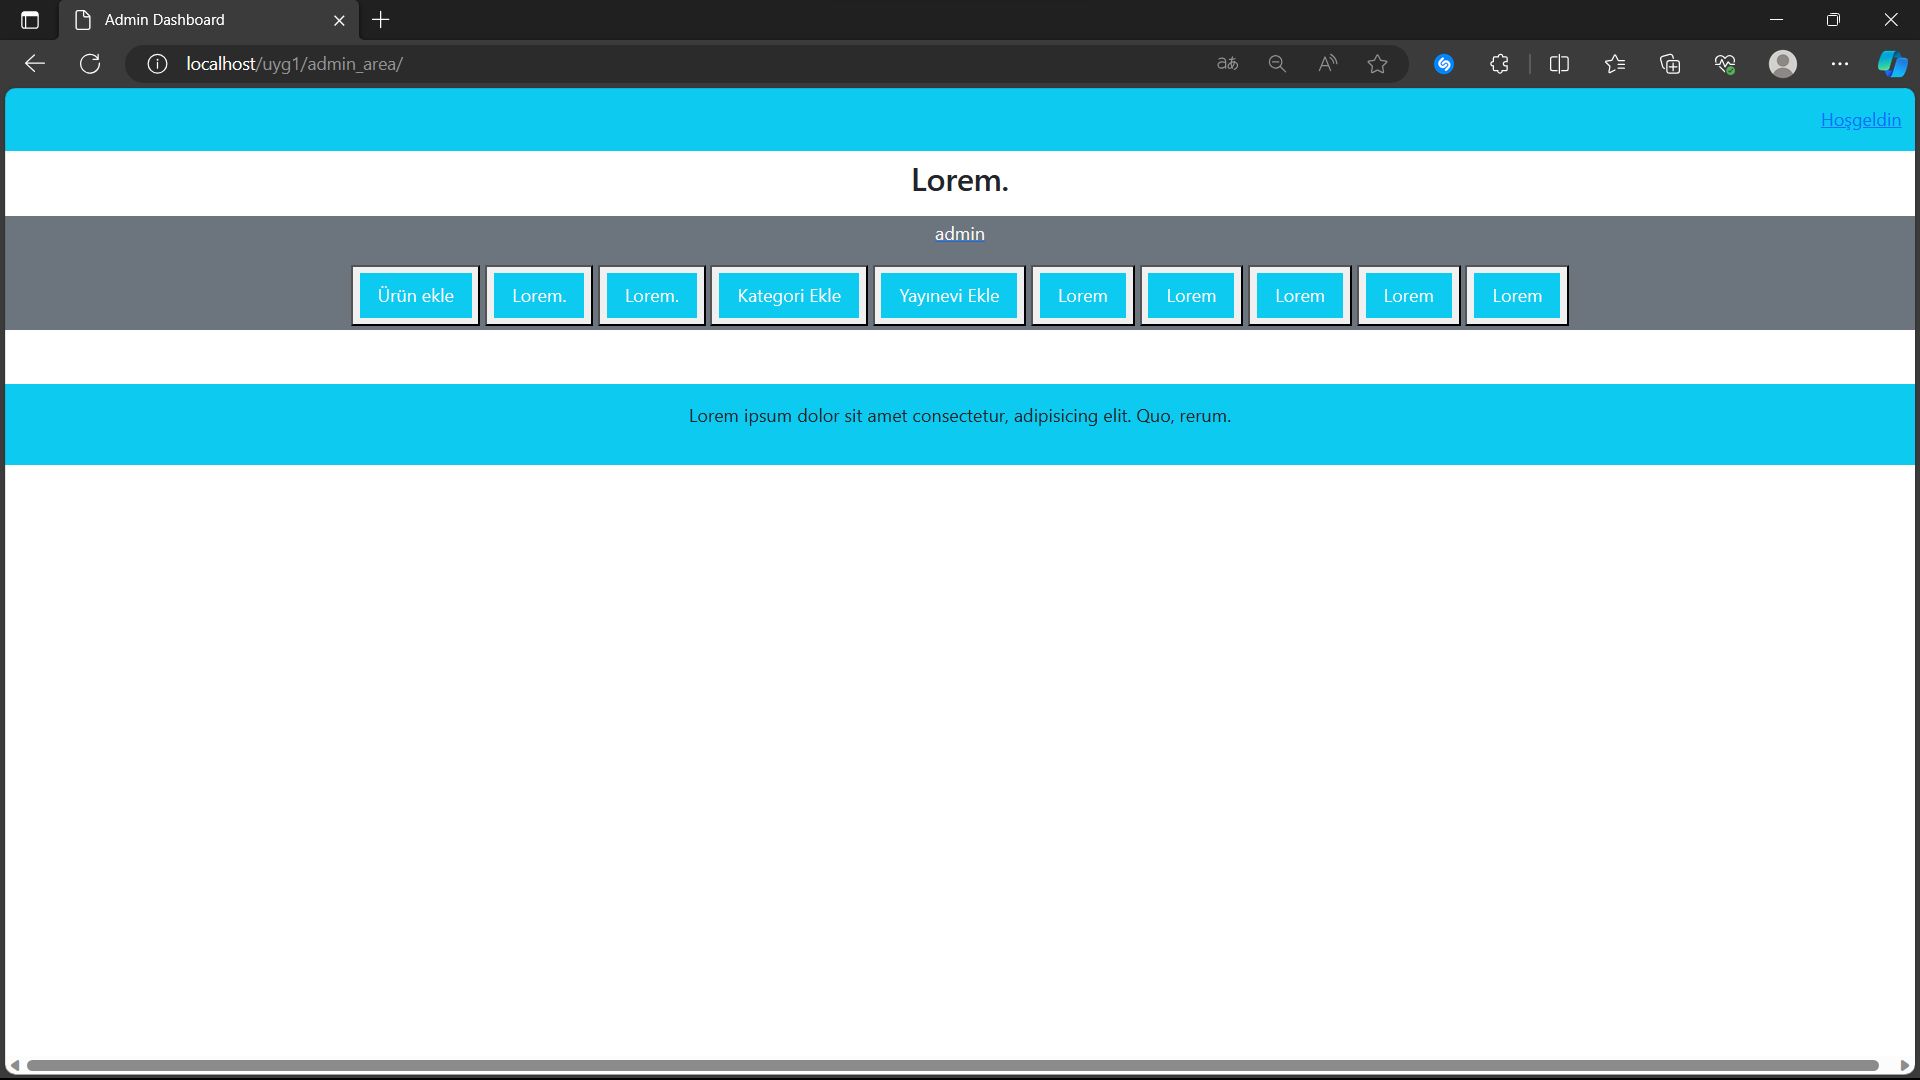 Admin Dashboard
localhost/uyg1/admin_area/
Hoşgeldin
Lorem.
admin
Ürün ekle Lorem. Lorem. Kategori Ekle Yayınevi Ekle Lorem Lorem Lorem Lorem Lorem
Lorem ipsum dolor sit amet consectetur, adipisicing elit. Quo, rerum.